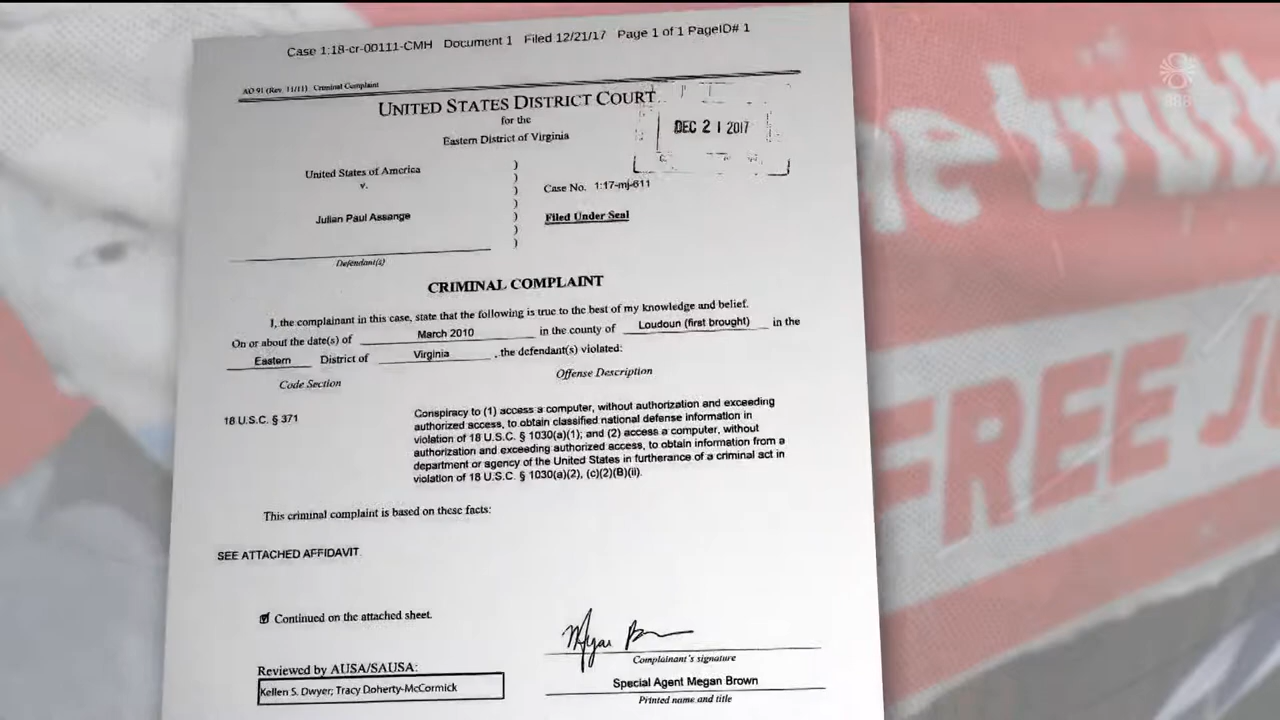 Case 1:18-cr-00111-CMH Document 1 Filed 12/21/17 Page 1 of 1 PageID# 1
AO 91 (Rev. 11/11) Criminal Complaint
UNITED STATES DISTRICT COURT
for the
Eastern District of Virginia
DEC 21 2017
United States of America
v.
Julian Paul Assange
Defendant(s)
)
)
)
)
)
)
)
Case No. 1:17-mj-611
Filed Under Seal
CRIMINAL COMPLAINT
I, the complainant in this case, state that the following is true to the best of my knowledge and belief.
On or about the date(s) of March 2010 in the county of Loudoun (first brought) in the
Eastern District of Virginia , the defendant(s) violated:
Code Section Offense Description
18 U.S.C. § 371
Conspiracy to (1) access a computer, without authorization and exceeding
authorized access, to obtain classified national defense information in
violation of 18 U.S.C. § 1030(a)(1); and (2) access a computer, without
authorization and exceeding authorized access, to obtain information from a
department or agency of the United States in furtherance of a criminal act in
violation of 18 U.S.C. § 1030(a)(2), (c)(2)(B)(ii).
This criminal complaint is based on these facts:
SEE ATTACHED AFFIDAVIT.
Continued on the attached sheet.
Reviewed by AUSA/SAUSA:
Kellen S. Dwyer; Tracy Doherty-McCormick
Complainant's signature
Special Agent Megan Brown
Printed name and title
truth
FREE